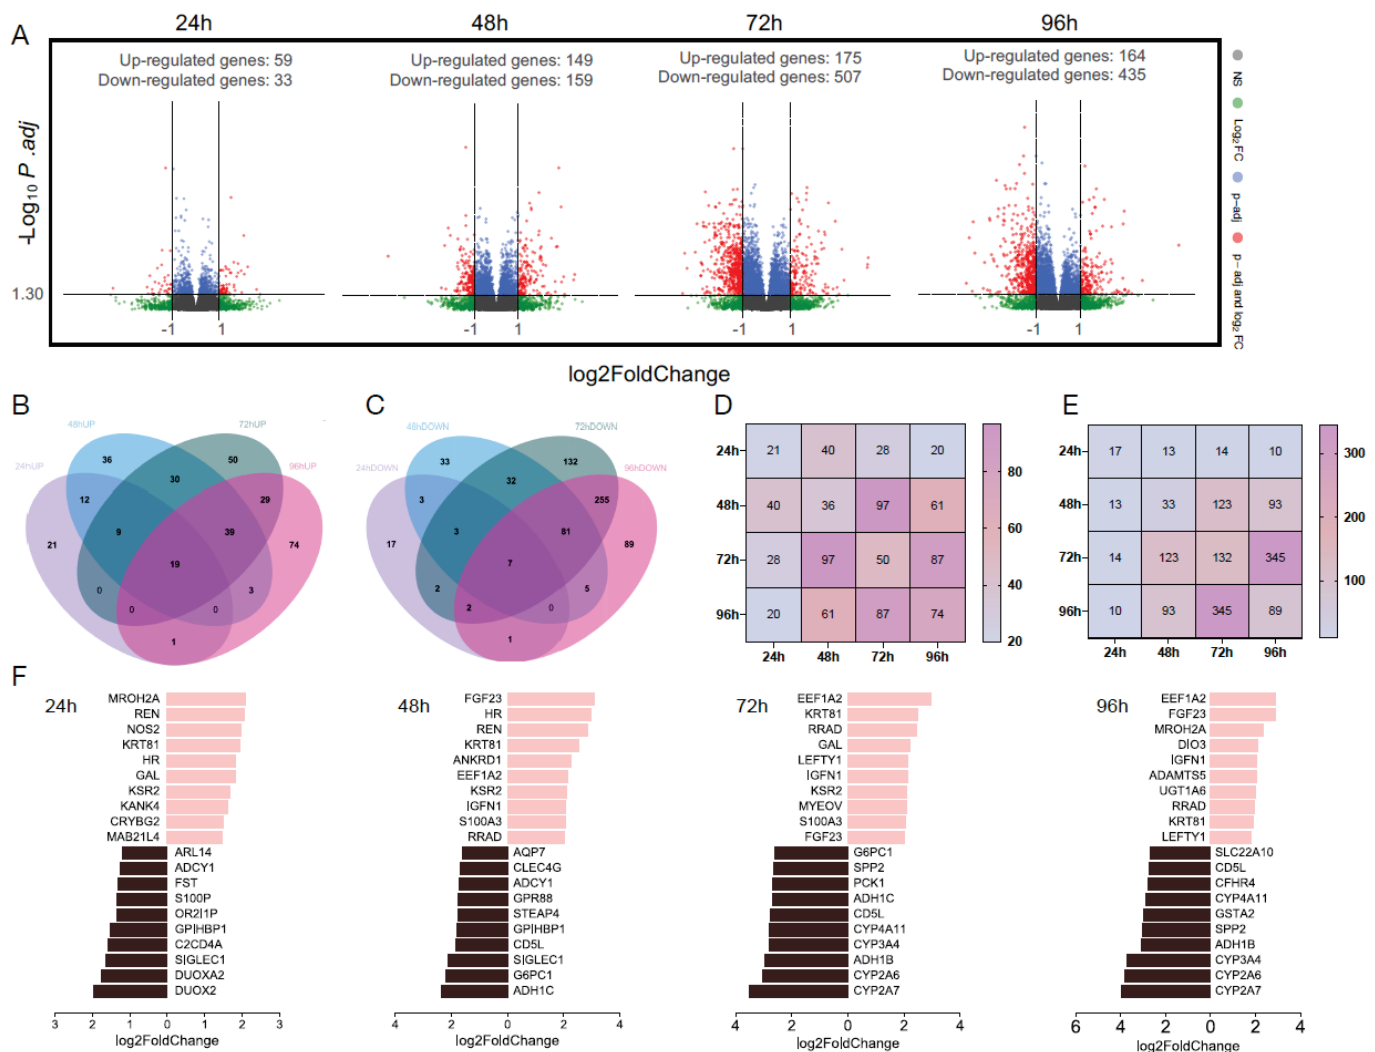 A
24h
48h
72h
96h
Up-regulated genes: 59
Down-regulated genes: 33
Up-regulated genes: 149
Down-regulated genes: 159
Up-regulated genes: 175
Down-regulated genes: 507
Up-regulated genes: 164
Down-regulated genes: 435
-Log10 P .adj
1.30
-1 1
-1 1
-1 1
-1 1
NS
Log2 FC
p-adj
p – adj and log2 FC
log2FoldChange
B
48hUP
72hUP
24hUP
96hUP
36
50
12
30
29
9
39
21
74
19
0
3
0
0
1
C
48hDOWN
72hDOWN
24hDOWN
96hDOWN
33
132
3
32
255
3
81
17
89
7
2
5
2
0
1
D
24h 21 40 28 20
48h 40 36 97 61
72h 28 97 50 87
96h 20 61 87 74
24h 48h 72h 96h
80
60
40
20
E
24h 17 13 14 10
48h 13 33 123 93
72h 14 123 132 345
96h 10 93 345 89
24h 48h 72h 96h
300
200
100
F
24h
MROH2A
REN
NOS2
KRT81
HR
GAL
KSR2
KANK4
CRYBG2
MAB21L4
ARL14
ADCY1
FST
S100P
OR2I1P
GPIHBP1
C2CD4A
SIGLEC1
DUOXA2
DUOX2
3 2 1 0 1 2 3
log2FoldChange
48h
FGF23
HR
REN
KRT81
ANKRD1
EEF1A2
KSR2
IGFN1
S100A3
RRAD
AQP7
CLEC4G
ADCY1
GPR88
STEAP4
GPIHBP1
CD5L
SIGLEC1
G6PC1
ADH1C
4 2 0 2 4
log2FoldChange
72h
EEF1A2
KRT81
RRAD
GAL
LEFTY1
IGFN1
KSR2
MYEOV
S100A3
FGF23
G6PC1
SPP2
PCK1
ADH1C
CD5L
CYP4A11
CYP3A4
ADH1B
CYP2A6
CYP2A7
4 2 0 2 4
log2FoldChange
96h
EEF1A2
FGF23
MROH2A
DIO3
IGFN1
ADAMTS5
UGT1A6
RRAD
KRT81
LEFTY1
SLC22A10
CD5L
CFHR4
CYP4A11
GSTA2
SPP2
ADH1B
CYP3A4
CYP2A6
CYP2A7
6 4 2 0 2 4
log2FoldChange